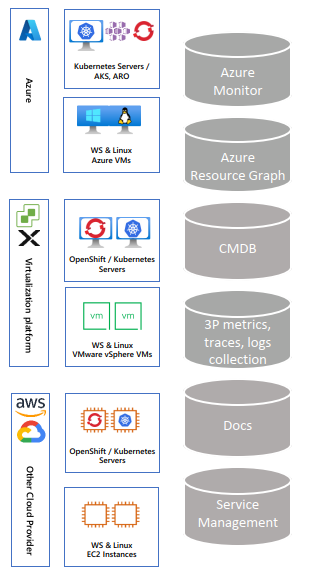 Azure
Kubernetes Servers /
AKS, ARO
WS & Linux
Azure VMs
Virtualization platform
OpenShift / Kubernetes
Servers
vm
vm
WS & Linux
VMware vSphere VMs
aws
Other Cloud Provider
OpenShift / Kubernetes
Servers
WS & Linux
EC2 Instances
Azure
Monitor
Azure
Resource Graph
CMDB
3P metrics,
traces, logs
collection
Docs
Service
Management